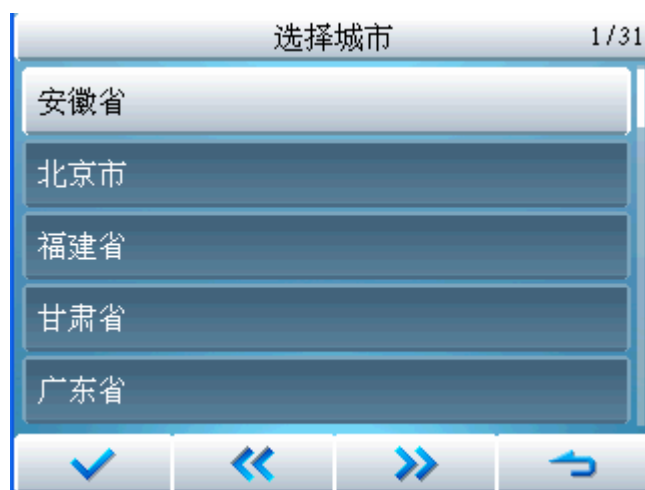 选择城市 1/31
安徽省
北京市
福建省
甘肃省
广东省